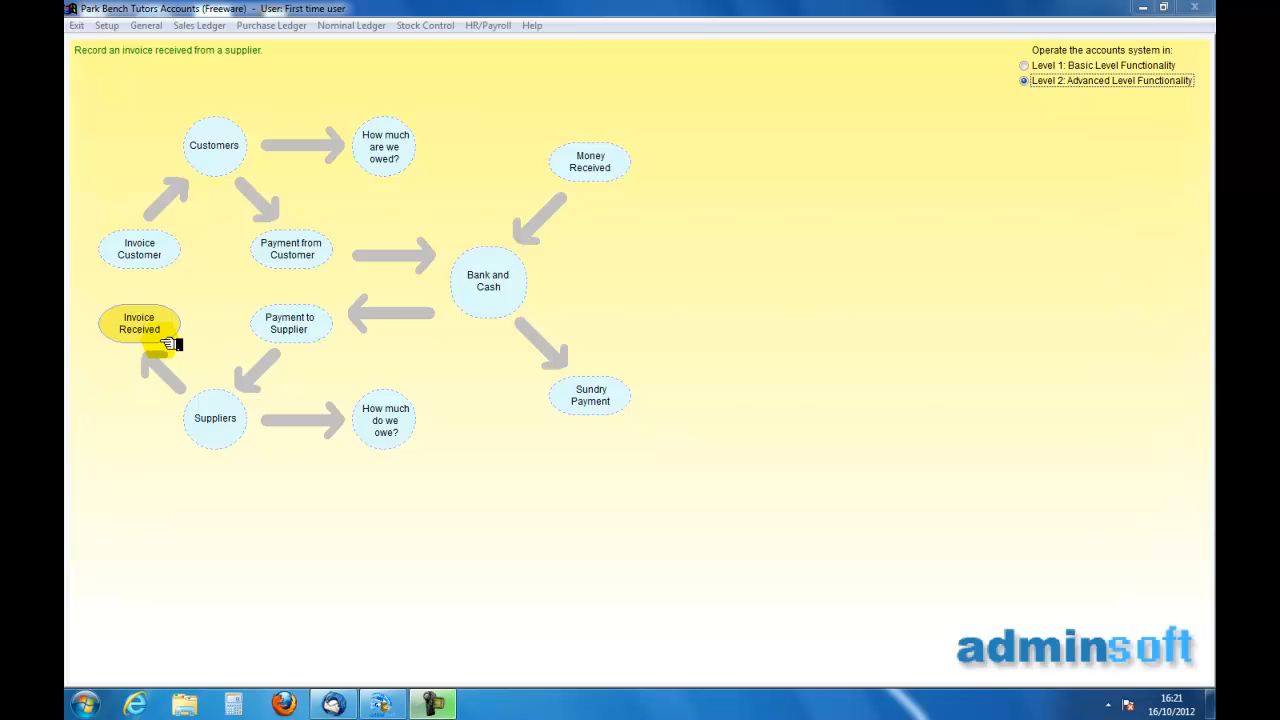 Park Bench Tutors Accounts (Freeware) - User: First time user
Exit Setup General Sales Ledger Purchase Ledger Nominal Ledger Stock Control HR/Payroll Help
Record an invoice received from a supplier.
Operate the accounts system in:
Level 1: Basic Level Functionality
Level 2: Advanced Level Functionality
Customers
How much
are we
owed?
Money
Received
Invoice
Customer
Payment from
Customer
Bank and
Cash
Invoice
Received
Payment to
Supplier
Suppliers
How much
do we
owe?
Sundry
Payment
adminsoft
16:21
16/10/2012